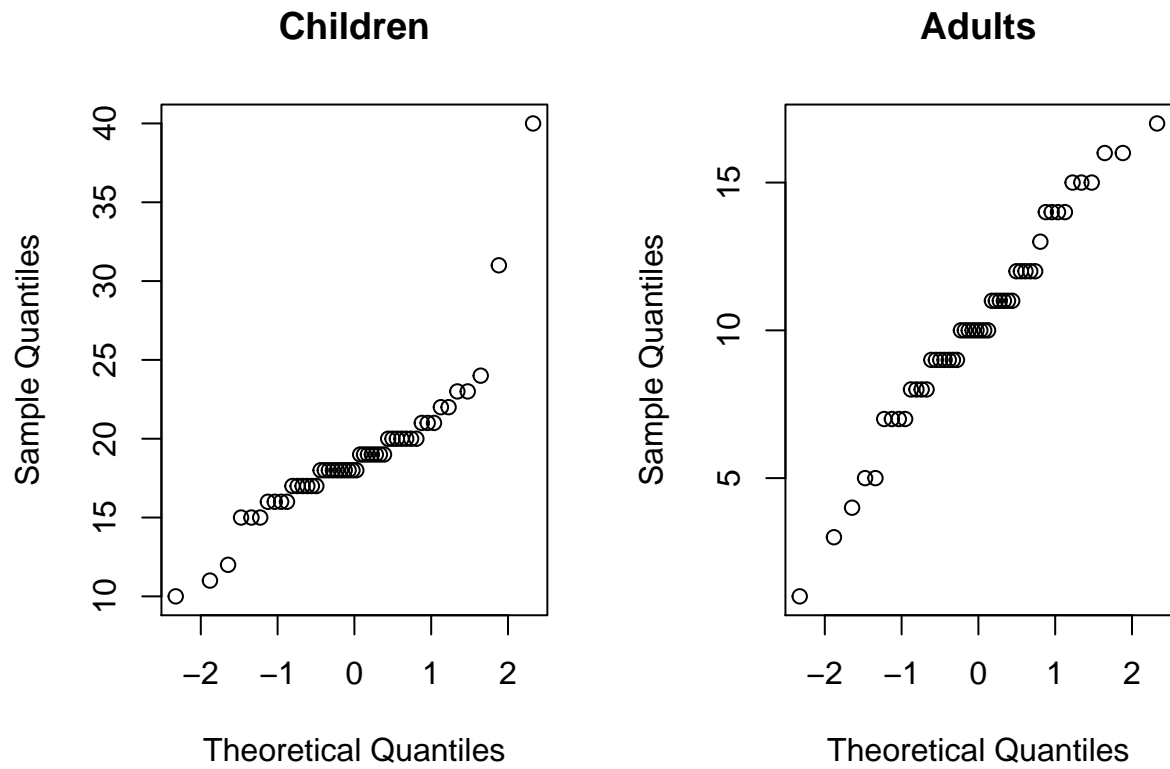 Children
Sample Quantiles
40
35
30
25
20
15
10
−2 −1 0 1 2
Theoretical Quantiles
Adults
Sample Quantiles
15
10
5
−2 −1 0 1 2
Theoretical Quantiles